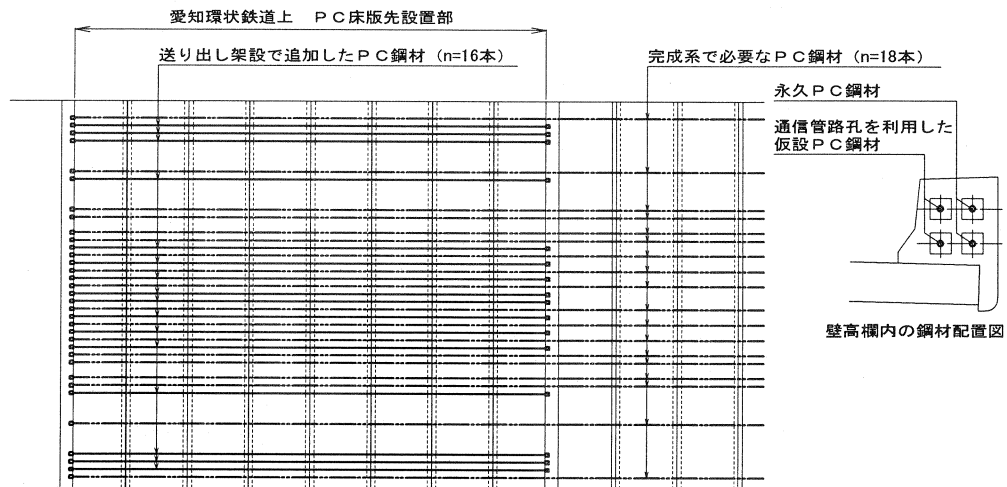 愛知環状鉄道上　ＰＣ床版先設置部
送り出し架設で追加したＰＣ鋼材（n=16本）
完成系で必要なＰＣ鋼材（n=18本）
永久ＰＣ鋼材
通信管路孔を利用した
仮設ＰＣ鋼材
壁高欄内の鋼材配置図